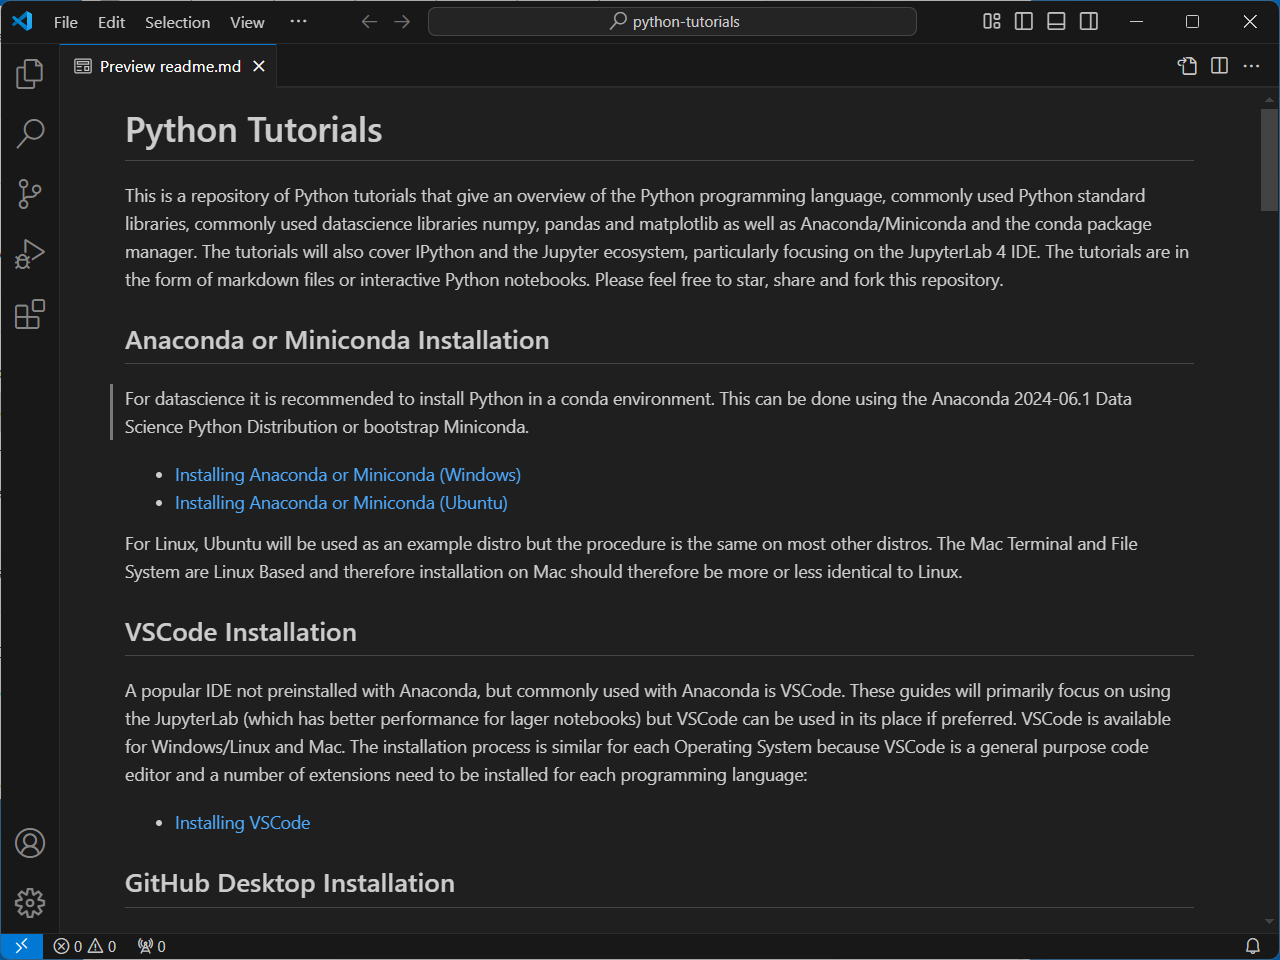 File Edit Selection View ··· python-tutorials
Preview readme.md
Python Tutorials
This is a repository of Python tutorials that give an overview of the Python programming language, commonly used Python standard
libraries, commonly used datascience libraries numpy, pandas and matplotlib as well as Anaconda/Miniconda and the conda package
manager. The tutorials will also cover IPython and the Jupyter ecosystem, particularly focusing on the JupyterLab 4 IDE. The tutorials are in
the form of markdown files or interactive Python notebooks. Please feel free to star, share and fork this repository.
Anaconda or Miniconda Installation
For datascience it is recommended to install Python in a conda environment. This can be done using the Anaconda 2024-06.1 Data
Science Python Distribution or bootstrap Miniconda.
• Installing Anaconda or Miniconda (Windows)
• Installing Anaconda or Miniconda (Ubuntu)
For Linux, Ubuntu will be used as an example distro but the procedure is the same on most other distros. The Mac Terminal and File
System are Linux Based and therefore installation on Mac should therefore be more or less identical to Linux.
VSCode Installation
A popular IDE not preinstalled with Anaconda, but commonly used with Anaconda is VSCode. These guides will primarily focus on using
the JupyterLab (which has better performance for lager notebooks) but VSCode can be used in its place if preferred. VSCode is available
for Windows/Linux and Mac. The installation process is similar for each Operating System because VSCode is a general purpose code
editor and a number of extensions need to be installed for each programming language:
• Installing VSCode
GitHub Desktop Installation
0 0 0